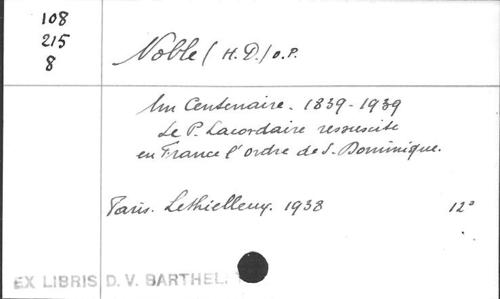 108
215
8
Noble (H.D.) O.P.
Un Centenaire. 1839-1939
Le P. Lacordaire ressuscite
en France l'ordre de S. Dominique.
Paris. Lethielleux. 1938 12°
EX LIBRIS D. V. BARTHEL.